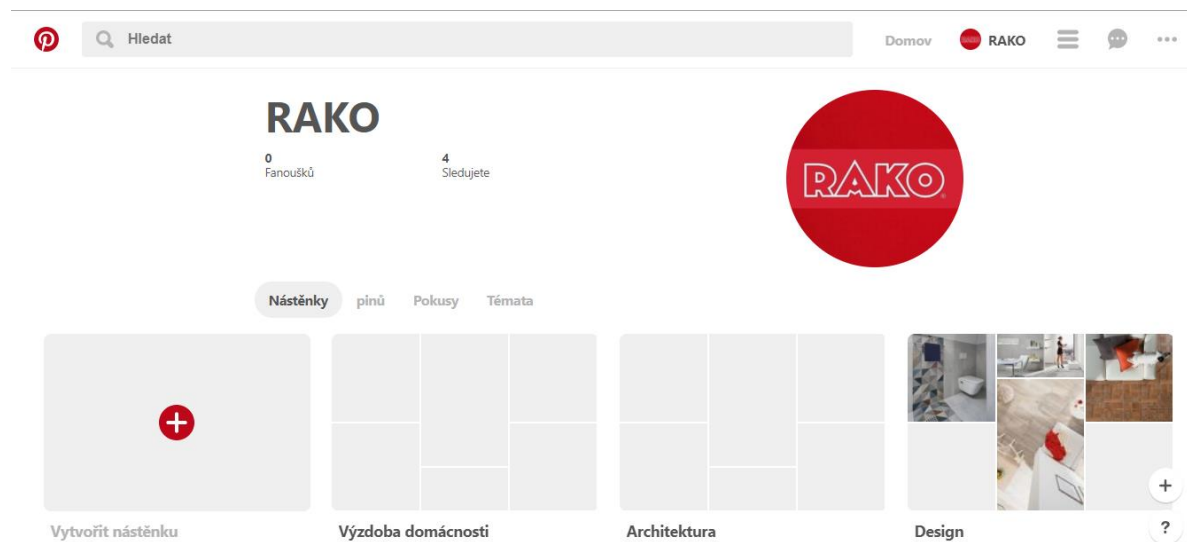 Hledat
Domov
RAKO
RAKO
0
Fanoušků
4
Sledujete
RAKO
Nástěnky pinů Pokusy Témata
Vytvořit nástěnku
Výzdoba domácnosti
Architektura
Design
?